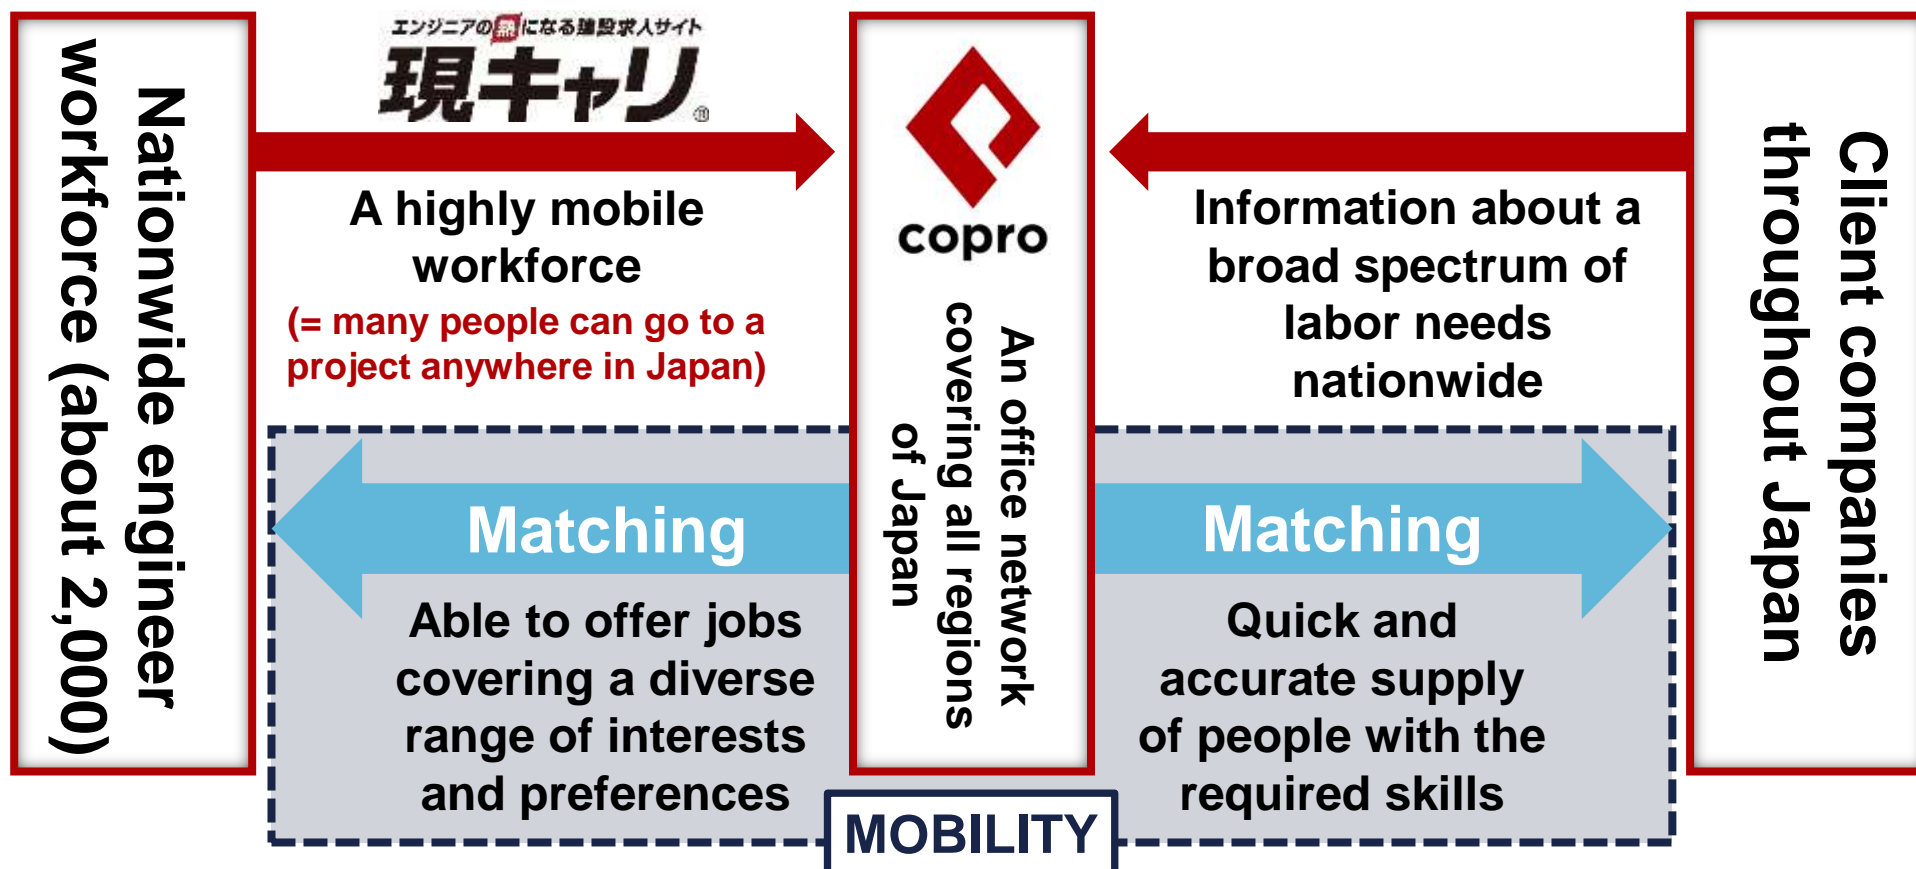 Nationwide engineer
workforce (about 2,000)
エンジニアの熱になる建設求人サイト
現キャリ®
A highly mobile
workforce
(= many people can go to a
project anywhere in Japan)
copro
An office network
covering all regions
of Japan
Information about a
broad spectrum of
labor needs
nationwide
Client companies
throughout Japan
Matching
Able to offer jobs
covering a diverse
range of interests
and preferences
Matching
Quick and
accurate supply
of people with the
required skills
MOBILITY